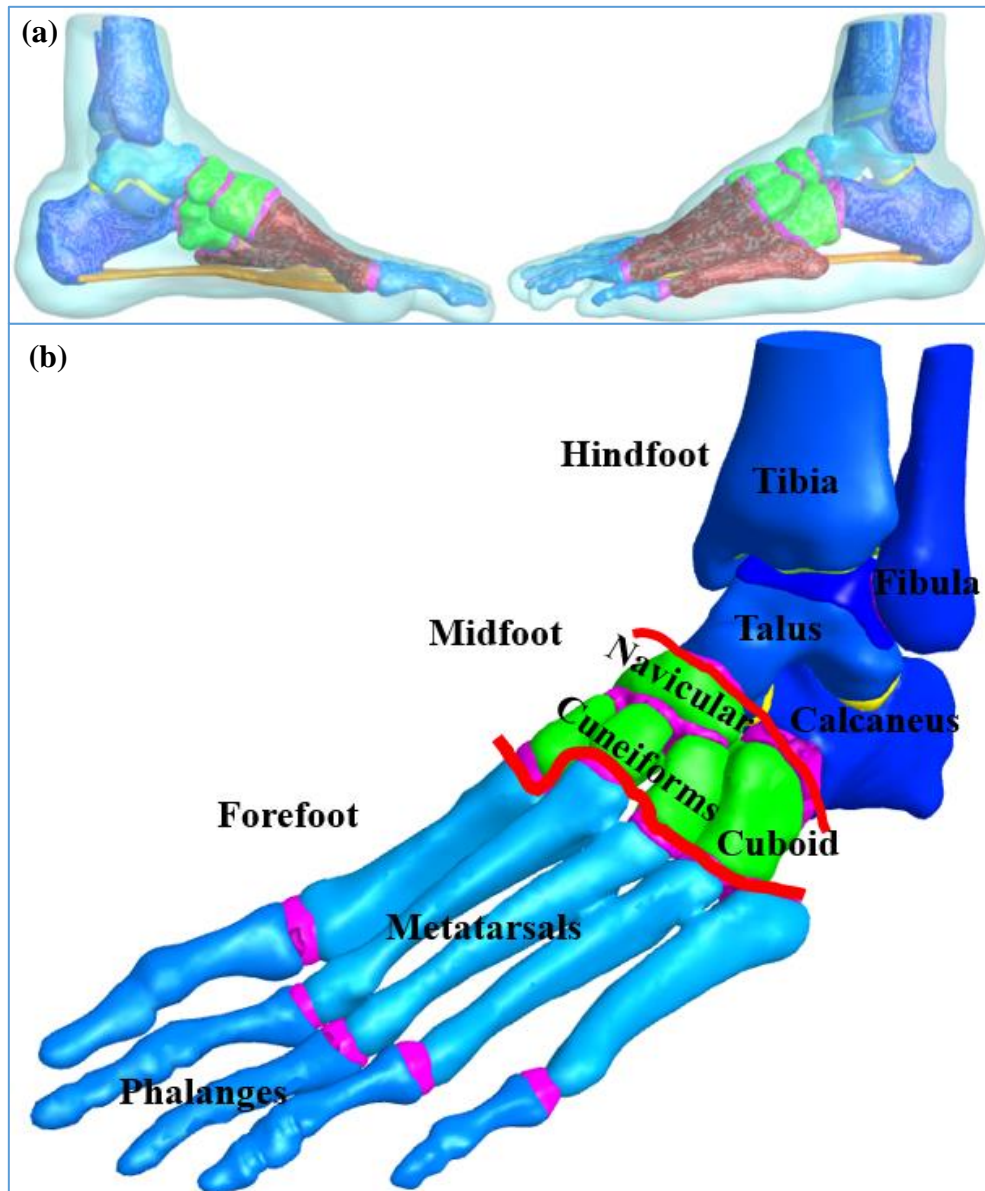 (a)
(b)
Hindfoot
Tibia
Fibula
Midfoot
Talus
Navicular
Calcaneus
Cuneiforms
Forefoot
Cuboid
Metatarsals
Phalanges